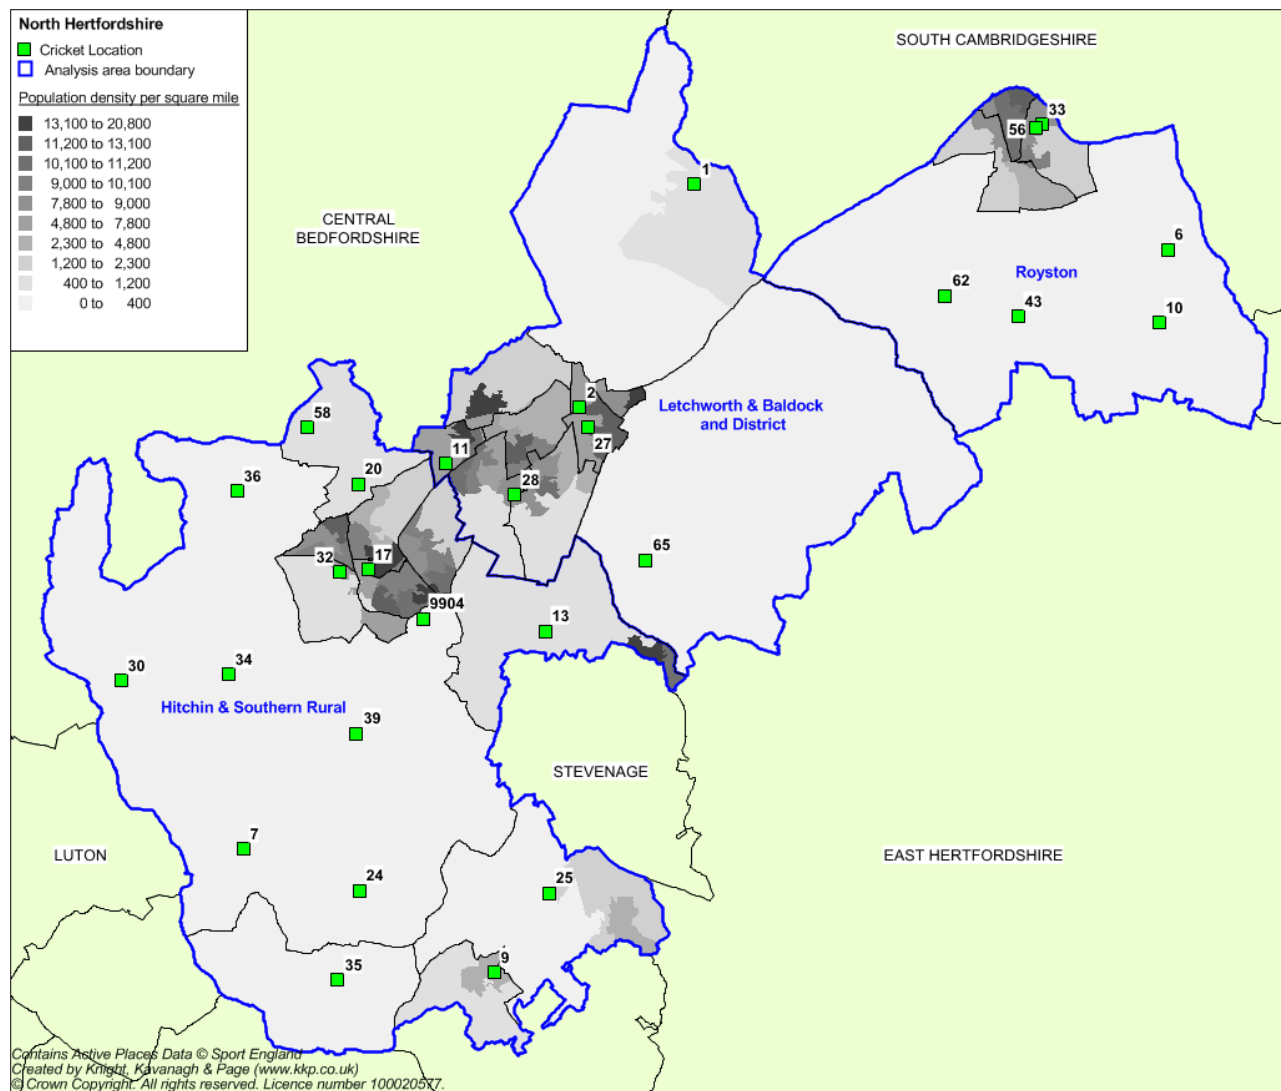 North Hertfordshire
Cricket Location
Analysis area boundary
Population density per square mile
13,100 to 20,800
11,200 to 13,100
10,100 to 11,200
9,000 to 10,100
7,800 to 9,000
4,800 to 7,800
2,300 to 4,800
1,200 to 2,300
400 to 1,200
0 to 400
SOUTH CAMBRIDGESHIRE
33
56
1
CENTRAL
BEDFORDSHIRE
6
Royston
62
43
10
2
Letchworth & Baldock
and District
58
27
11
36
20
28
17
32
65
9904
13
34
30
Hitchin & Southern Rural
39
STEVENAGE
7
LUTON
EAST HERTFORDSHIRE
24
25
9
35
Contains Active Places Data © Sport England
Created by Knight, Kavanagh & Page (www.kkp.co.uk)
© Crown Copyright. All rights reserved. Licence number 100020577.